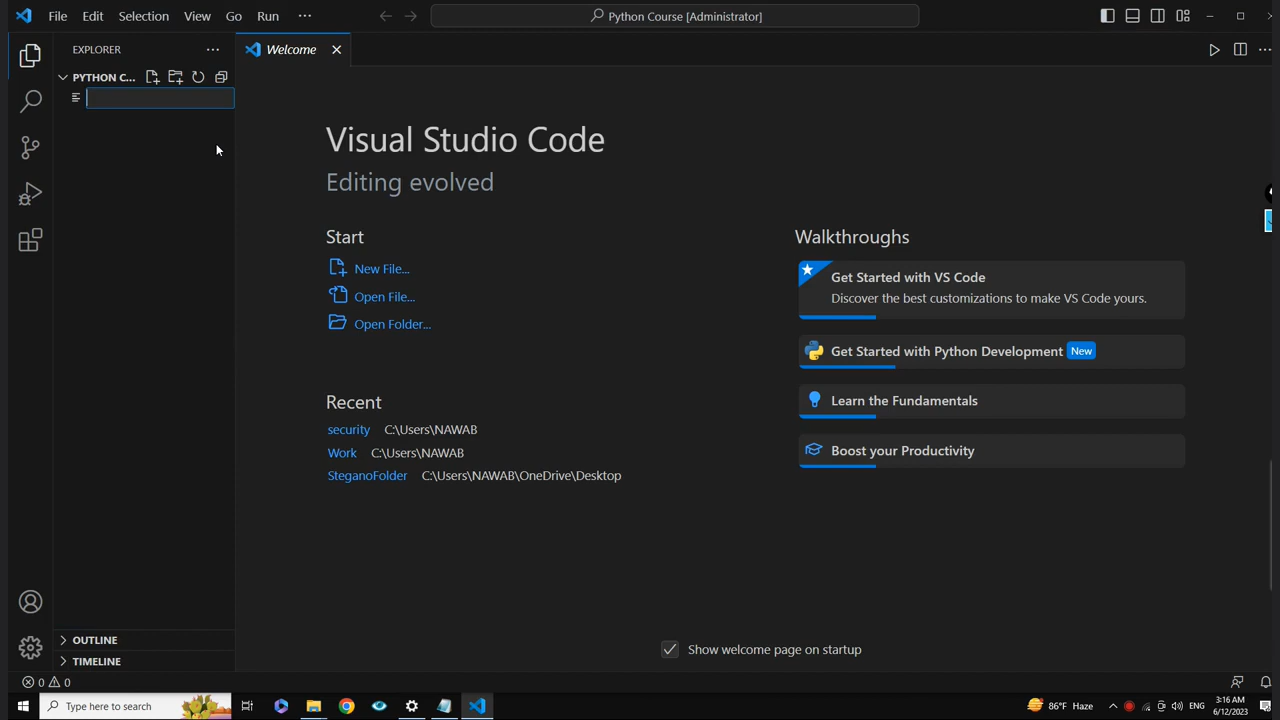 File Edit Selection View Go Run ··· Python Course [Administrator]
EXPLORER ···
Welcome
PYTHON C...
Visual Studio Code
Editing evolved
Start
New File...
Open File...
Open Folder...
Recent
security C:\Users\NAWAB
Work C:\Users\NAWAB
SteganoFolder C:\Users\NAWAB\OneDrive\Desktop
Walkthroughs
Get Started with VS Code
Discover the best customizations to make VS Code yours.
Get Started with Python Development New
Learn the Fundamentals
Boost your Productivity
OUTLINE
TIMELINE
Show welcome page on startup
0 0
Type here to search
86°F Haze
ENG
3:16 AM
6/12/2023